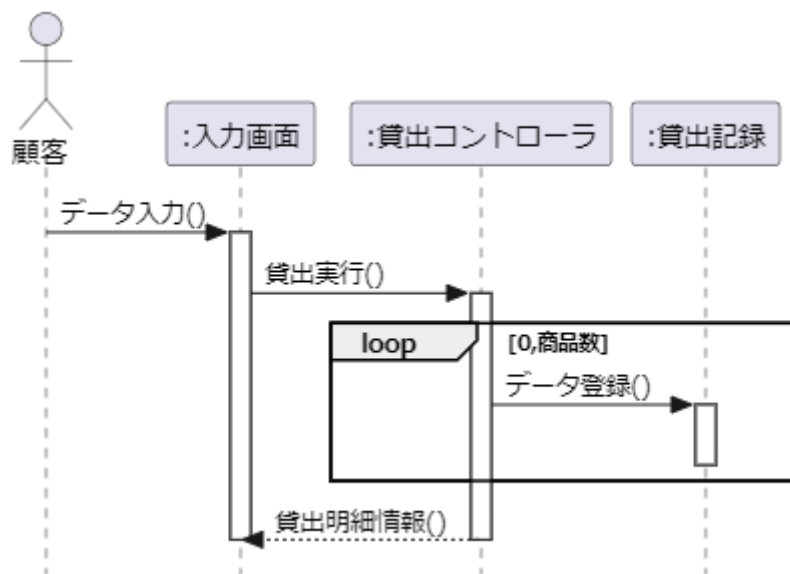 顧客
:入力画面
:貸出コントローラ
:貸出記録
データ入力()
貸出実行()
loop
[0,商品数]
データ登録()
貸出明細情報()